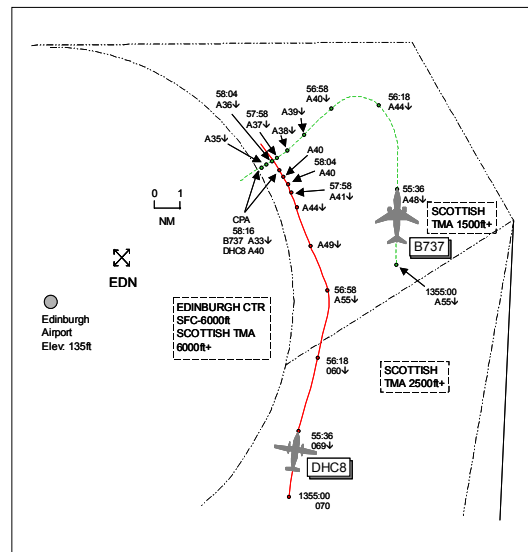 58:04
A36↓
57:58
A37↓
A35↓
A38↓
A39↓
56:58
A40↓
56:18
A44↓
A40
58:04
A40
57:58
A41↓
A44↓
CPA
58:16
B737 A33↓
DHC8 A40
0 1
NM
55:36
A48↓
SCOTTISH
TMA 1500ft+
B737
1355:00
A55↓
A49↓
EDN
Edinburgh
Airport
Elev: 135ft
EDINBURGH CTR
SFC-6000ft
SCOTTISH TMA
6000ft+
56:58
A55↓
56:18
060↓
SCOTTISH
TMA 2500ft+
55:36
069↓
DHC8
1355:00
070